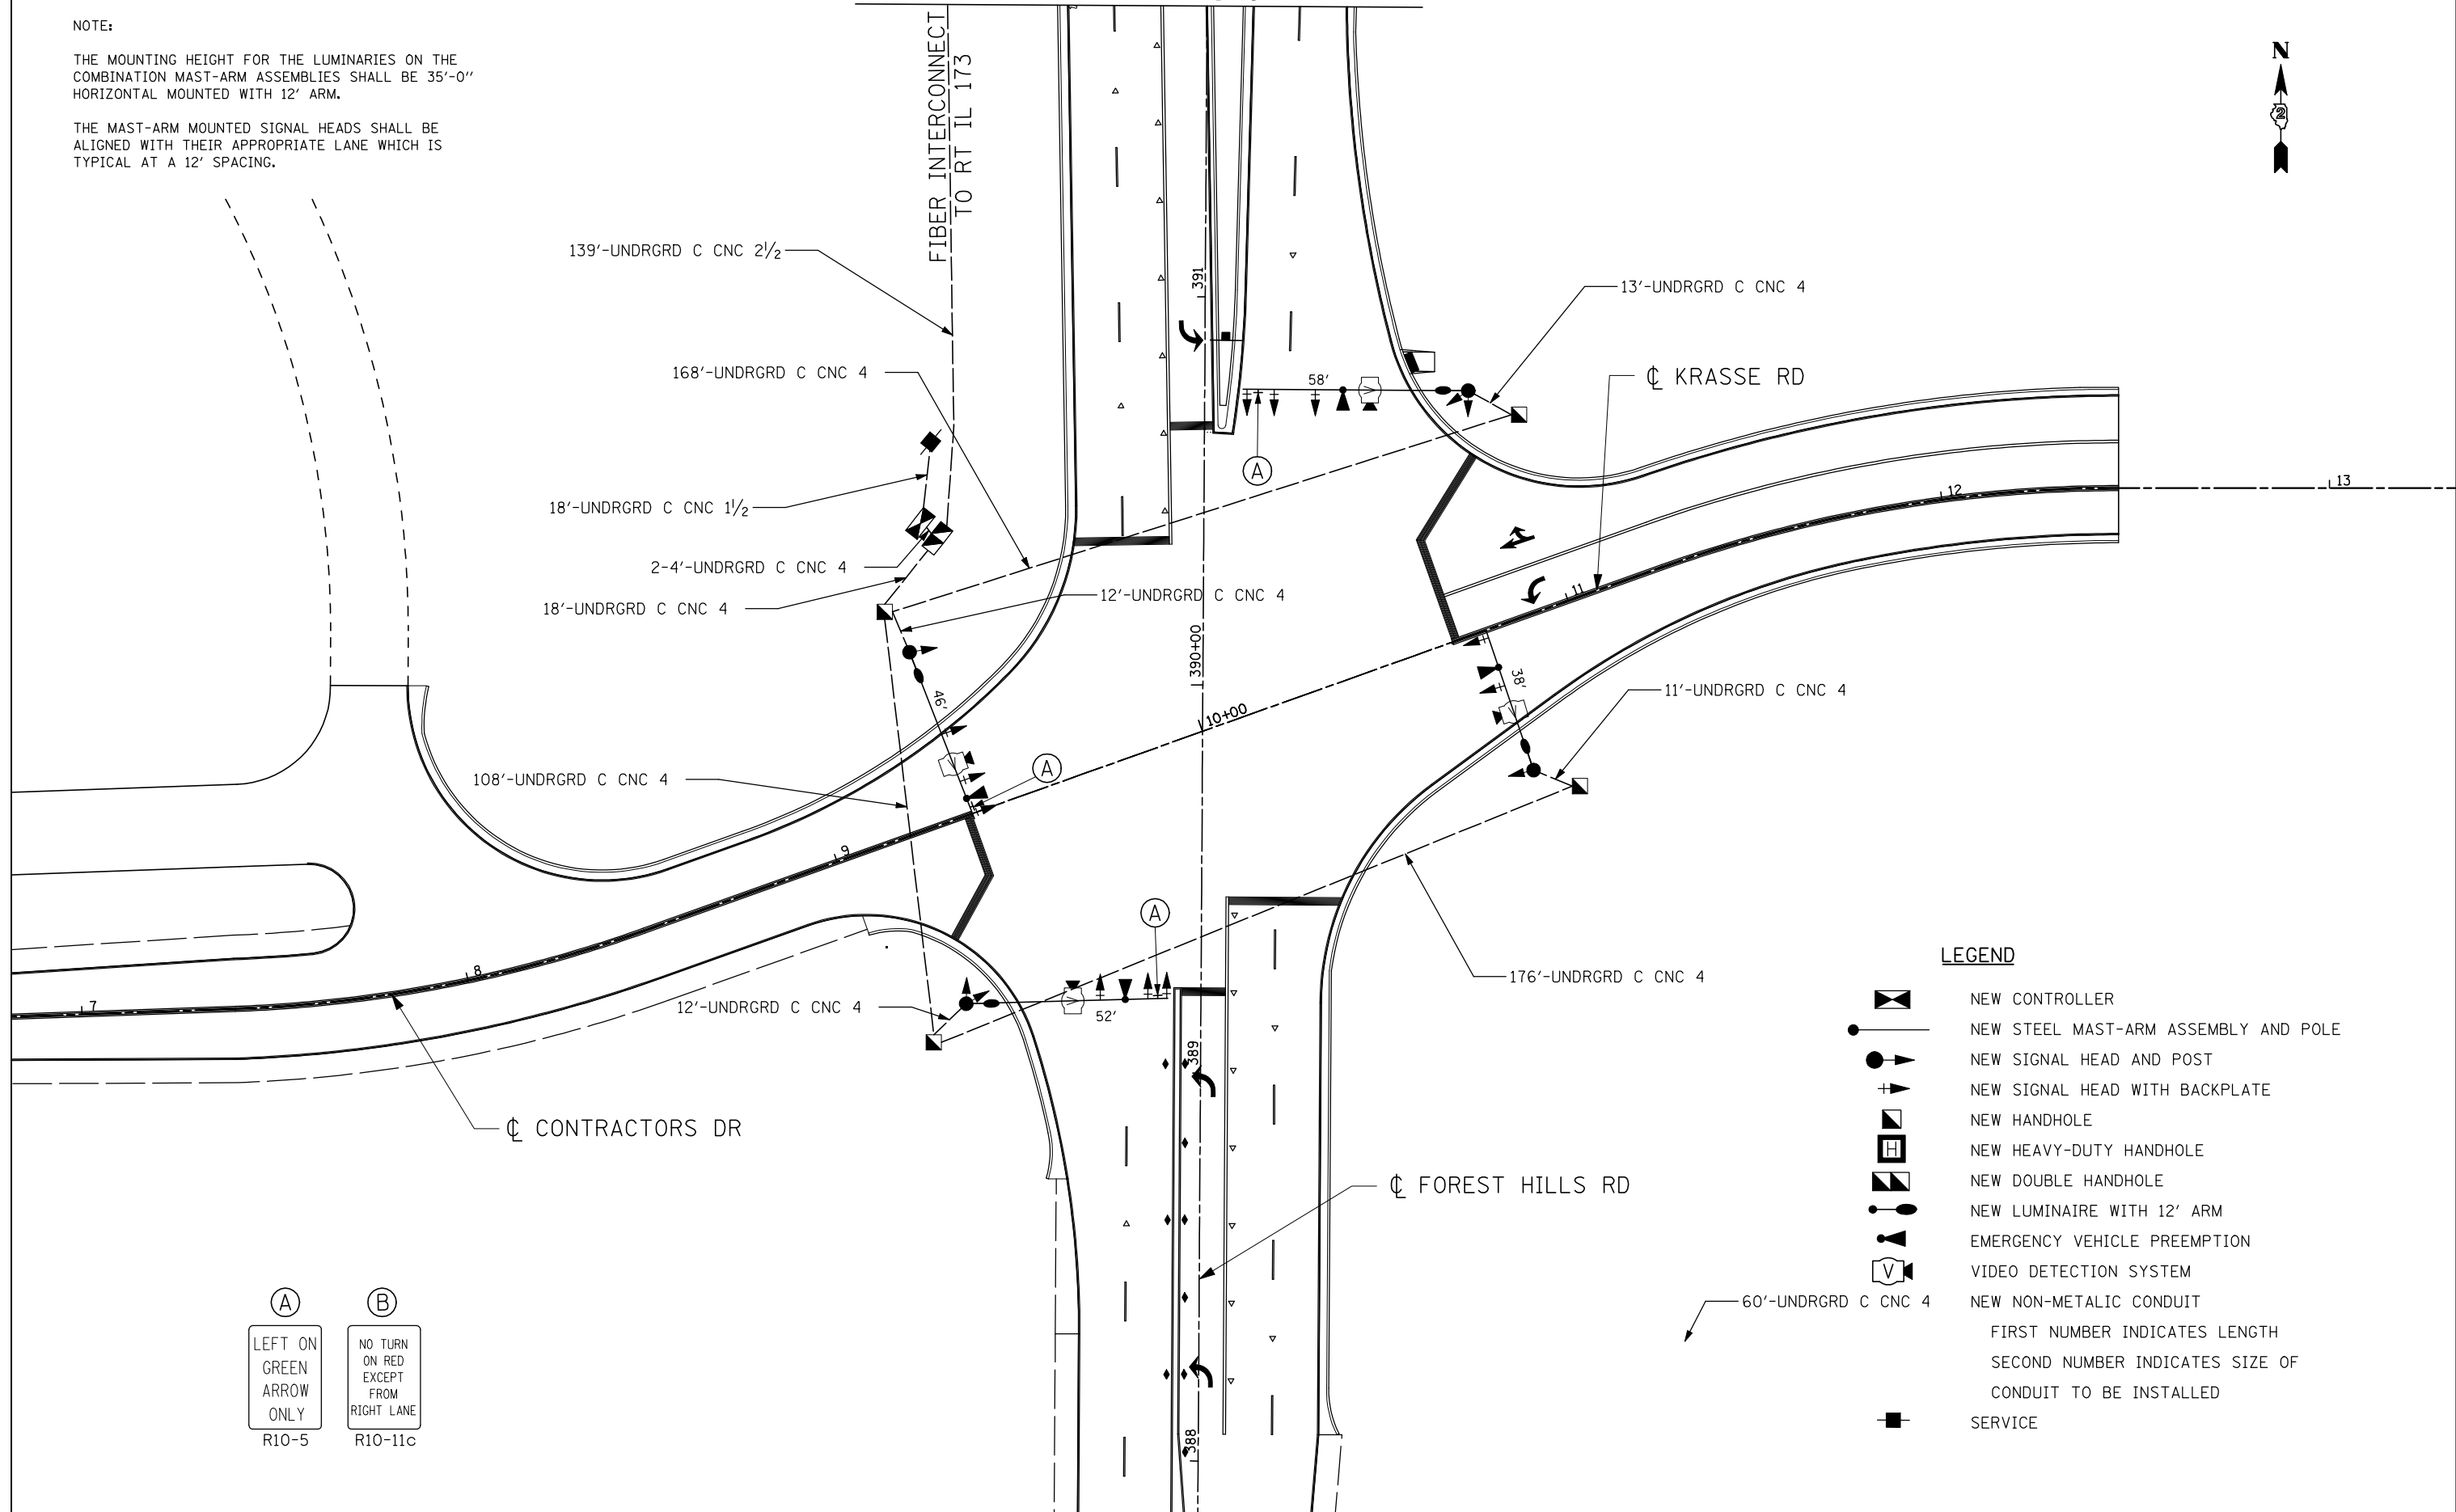 NOTE:
THE MOUNTING HEIGHT FOR THE LUMINARIES ON THE
COMBINATION MAST-ARM ASSEMBLIES SHALL BE 35'-0"
HORIZONTAL MOUNTED WITH 12' ARM.
THE MAST-ARM MOUNTED SIGNAL HEADS SHALL BE
ALIGNED WITH THEIR APPROPRIATE LANE WHICH IS
TYPICAL AT A 12' SPACING.
FIBER INTERCONNECT
TO RT IL 173
N
2
139'-UNDRGRD C CNC 2½
391
13'-UNDRGRD C CNC 4
168'-UNDRGRD C CNC 4
58'
V
℄ KRASSE RD
A
13
12
18'-UNDRGRD C CNC 1½
2-4'-UNDRGRD C CNC 4
18'-UNDRGRD C CNC 4
12'-UNDRGRD C CNC 4
11
390+00
46'
38'
V
11'-UNDRGRD C CNC 4
10+00
V
A
108'-UNDRGRD C CNC 4
9
A
8
7
V
52'
12'-UNDRGRD C CNC 4
176'-UNDRGRD C CNC 4
389
℄ CONTRACTORS DR
℄ FOREST HILLS RD
388
LEGEND
NEW CONTROLLER
NEW STEEL MAST-ARM ASSEMBLY AND POLE
NEW SIGNAL HEAD AND POST
NEW SIGNAL HEAD WITH BACKPLATE
NEW HANDHOLE
H NEW HEAVY-DUTY HANDHOLE
NEW DOUBLE HANDHOLE
NEW LUMINAIRE WITH 12' ARM
EMERGENCY VEHICLE PREEMPTION
V VIDEO DETECTION SYSTEM
60'-UNDRGRD C CNC 4 NEW NON-METALIC CONDUIT
FIRST NUMBER INDICATES LENGTH
SECOND NUMBER INDICATES SIZE OF
CONDUIT TO BE INSTALLED
SERVICE
A
LEFT ON
GREEN
ARROW
ONLY
R10-5
B
NO TURN
ON RED
EXCEPT
FROM
RIGHT LANE
R10-11c